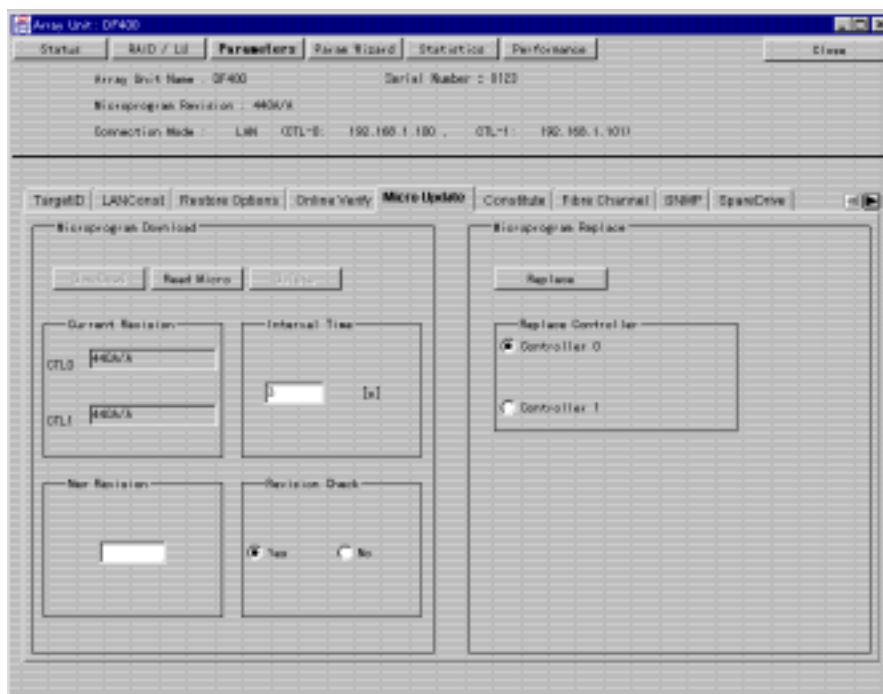 Array Unit : DF400
Status RAID / LU Parameters Param Wizard Statistics Performance Close
Array Unit Name : DF400 Serial Number : 0123
Microprogram Revision : 440A/A
Connection Mode : LAN (CTL-0: 192.168.1.100 , CTL-1: 192.168.1.101)
TargetID LANConst Restore Options Online Verify Micro Update Constitute Fibre Channel SNMP SpareDrive
Microprogram Download Microprogram Replace
Read Micro Replace
Current Revision Interval Time Replace Controller
Controller 0
CTL0 440A/A
3 [s]
Controller 1
CTL1 440A/A
New Revision Revision Check
Yes No